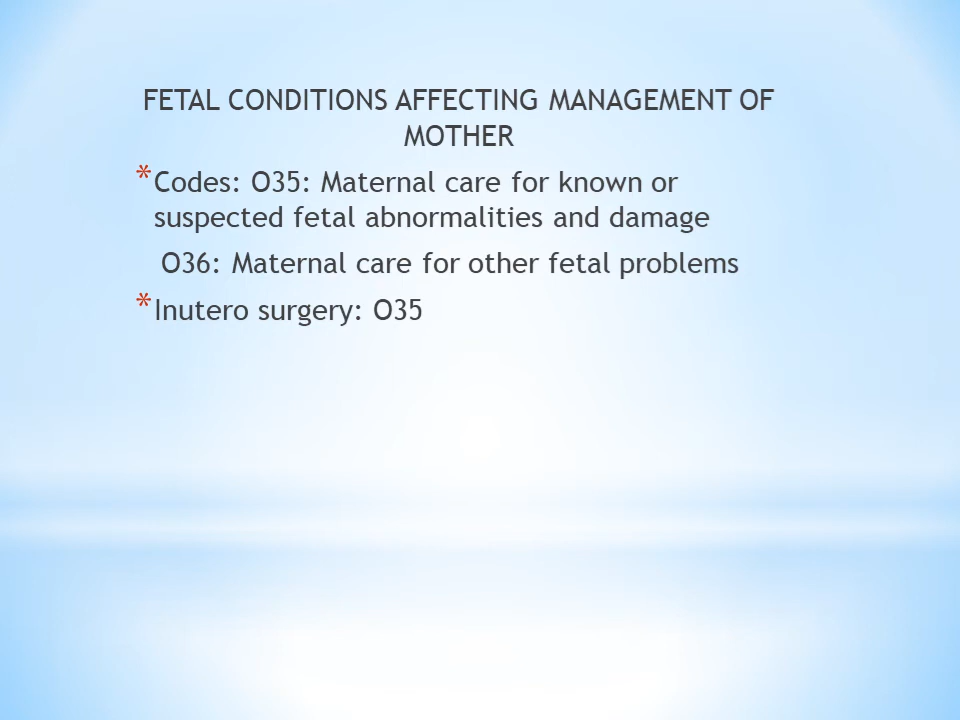 FETAL CONDITIONS AFFECTING MANAGEMENT OF
MOTHER
* Codes: O35: Maternal care for known or
suspected fetal abnormalities and damage
O36: Maternal care for other fetal problems
* Inutero surgery: O35